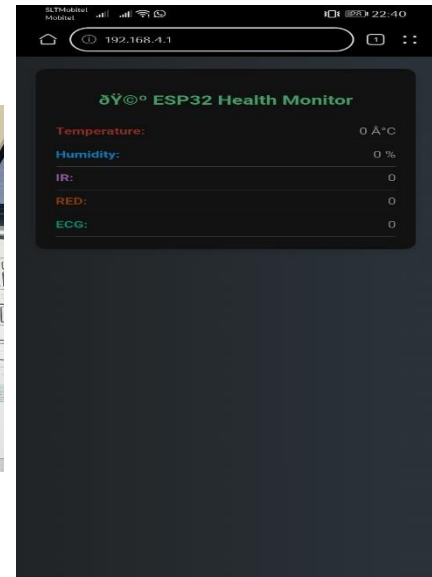 SLTMobitel
Mobitel
22:40
192.168.4.1
1
ðŸ©º ESP32 Health Monitor
Temperature: 0 Â°C
Humidity: 0 %
IR: 0
RED: 0
ECG: 0